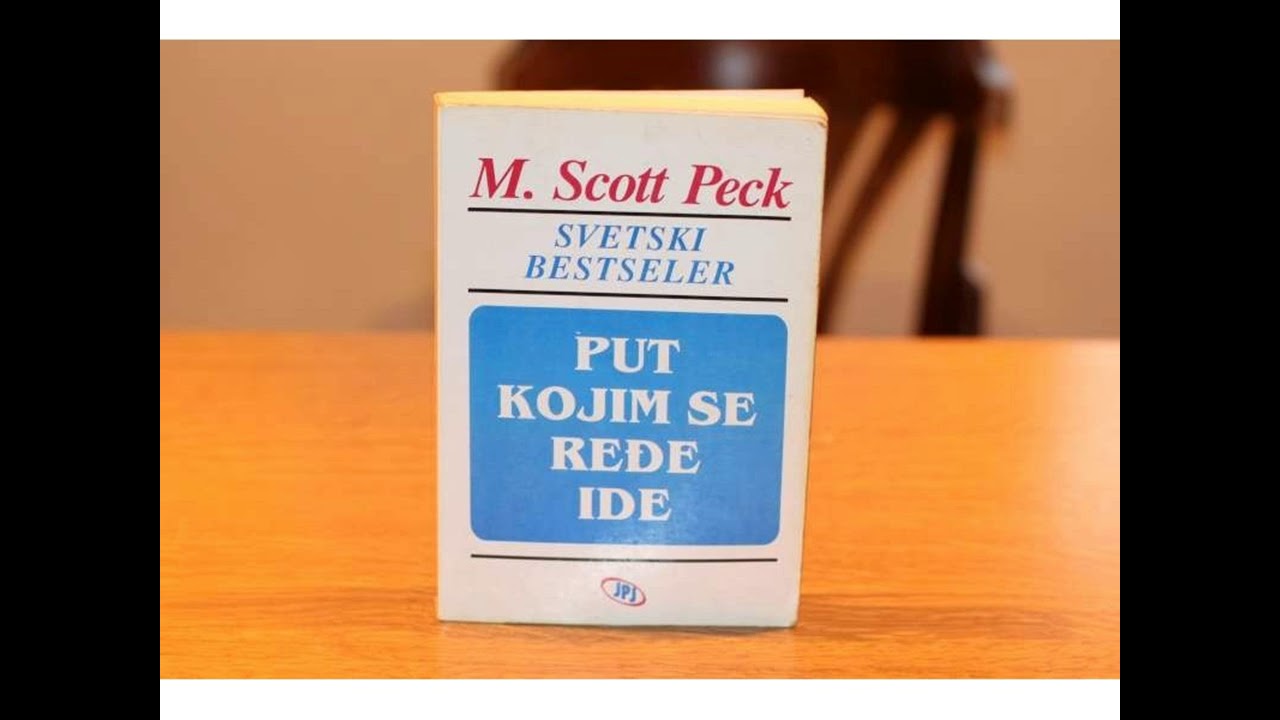 M. Scott Peck
SVETSKI
BESTSELER
PUT
KOJIM SE
REĐE
IDE
JPJ